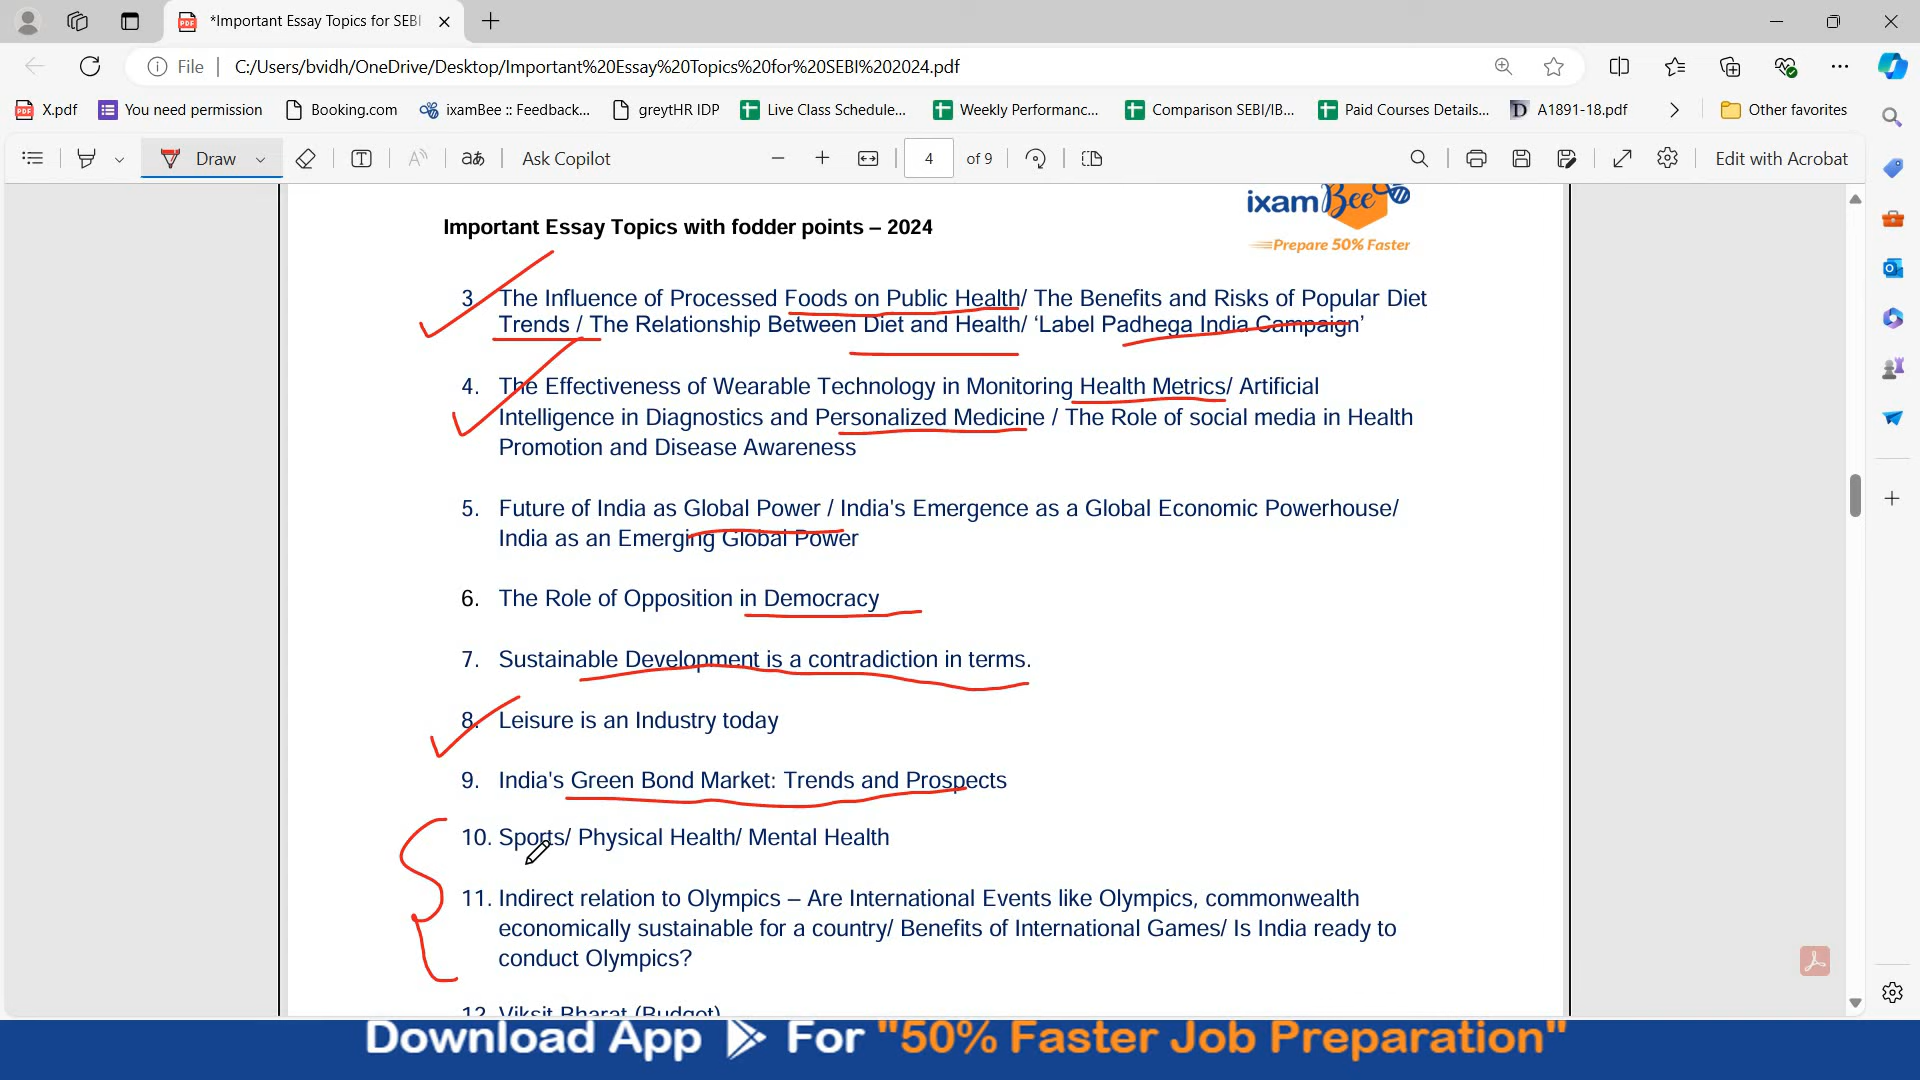 *Important Essay Topics for SEBI
File
C:/Users/bvidh/OneDrive/Desktop/Important%20Essay%20Topics%20for%20SEBI%202024.pdf
X.pdf You need permission Booking.com ixamBee :: Feedback... greytHR IDP Live Class Schedule... Weekly Performanc... Comparison SEBI/IB... Paid Courses Details... A1891-18.pdf Other favorites
Draw Ask Copilot 4 of 9 Edit with Acrobat
ixamBee
Important Essay Topics with fodder points – 2024
Prepare 50% Faster
3. The Influence of Processed Foods on Public Health/ The Benefits and Risks of Popular Diet
Trends / The Relationship Between Diet and Health/ ‘Label Padhega India Campaign’
4. The Effectiveness of Wearable Technology in Monitoring Health Metrics/ Artificial
Intelligence in Diagnostics and Personalized Medicine / The Role of social media in Health
Promotion and Disease Awareness
5. Future of India as Global Power / India's Emergence as a Global Economic Powerhouse/
India as an Emerging Global Power
6. The Role of Opposition in Democracy
7. Sustainable Development is a contradiction in terms.
8. Leisure is an Industry today
9. India's Green Bond Market: Trends and Prospects
10. Sports/ Physical Health/ Mental Health
11. Indirect relation to Olympics – Are International Events like Olympics, commonwealth
economically sustainable for a country/ Benefits of International Games/ Is India ready to
conduct Olympics?
12. Viksit Bharat (Budget)
Download App For "50% Faster Job Preparation"